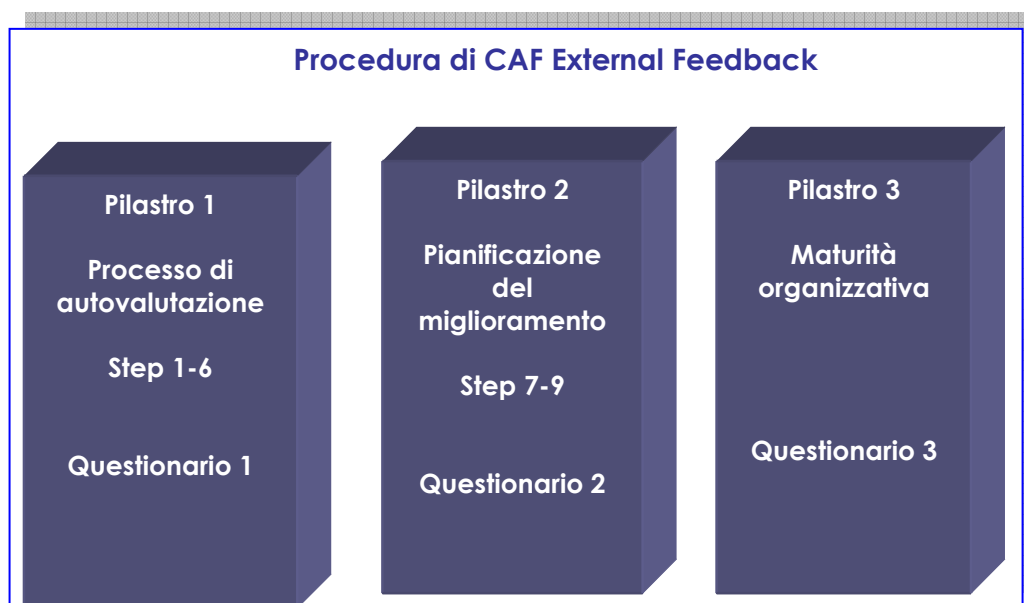 Procedura di CAF External Feedback
Pilastro 1
Processo di
autovalutazione
Step 1-6
Questionario 1
Pilastro 2
Pianificazione
del
miglioramento
Step 7-9
Questionario 2
Pilastro 3
Maturità
organizzativa
Questionario 3